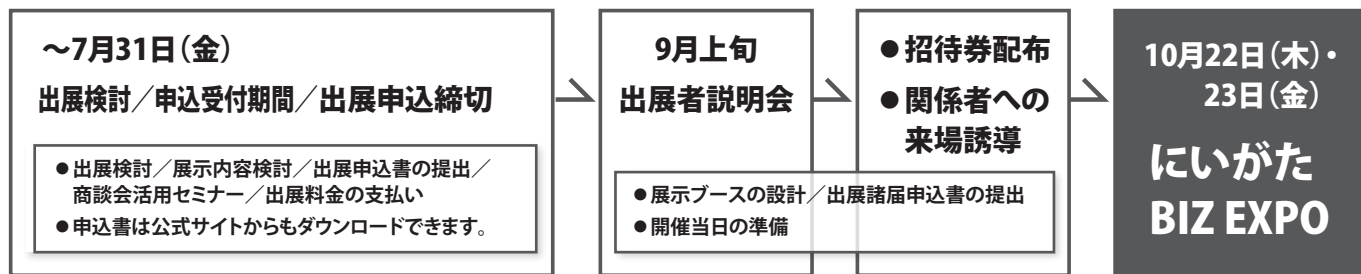 ～7月31日(金)
出展検討／申込受付期間／出展申込締切
●出展検討／展示内容検討／出展申込書の提出／
商談会活用セミナー／出展料金の支払い
●申込書は公式サイトからもダウンロードできます。
9月上旬
出展者説明会
●招待券配布
●関係者への
来場誘導
●展示ブースの設計／出展諸届申込書の提出
●開催当日の準備
10月22日(木)・
23日(金)
にいがた
BIZ EXPO